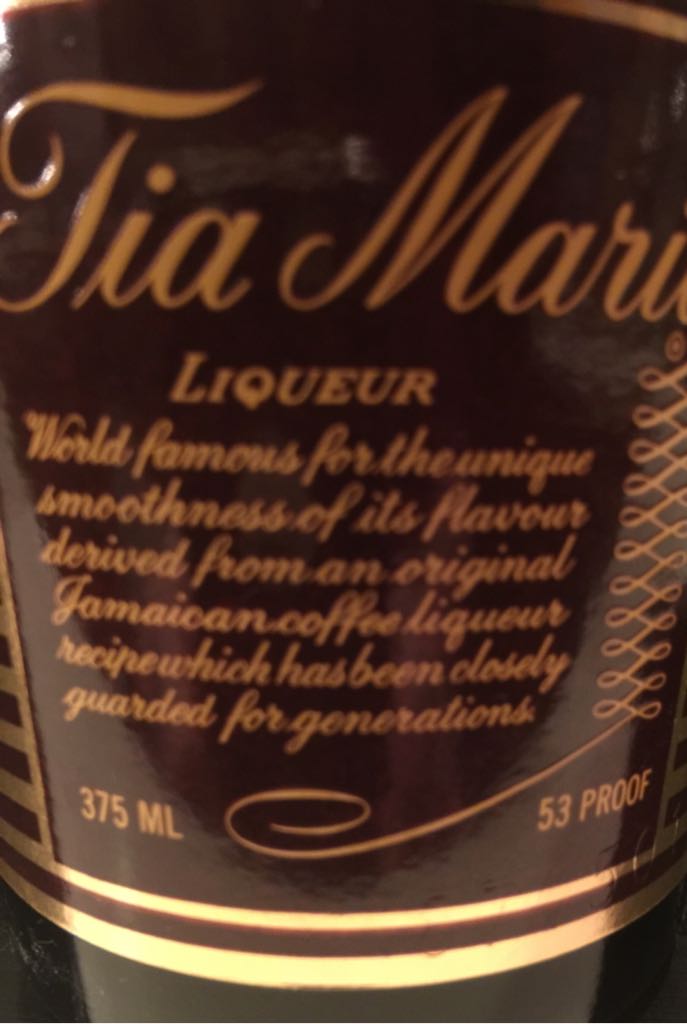 Tia Mari
®
LIQUEUR
World famous for the unique
smoothness of its flavour
derived from an original
Jamaican coffee liqueur
recipe which has been closely
guarded for generations.
375 ML
53 PROOF